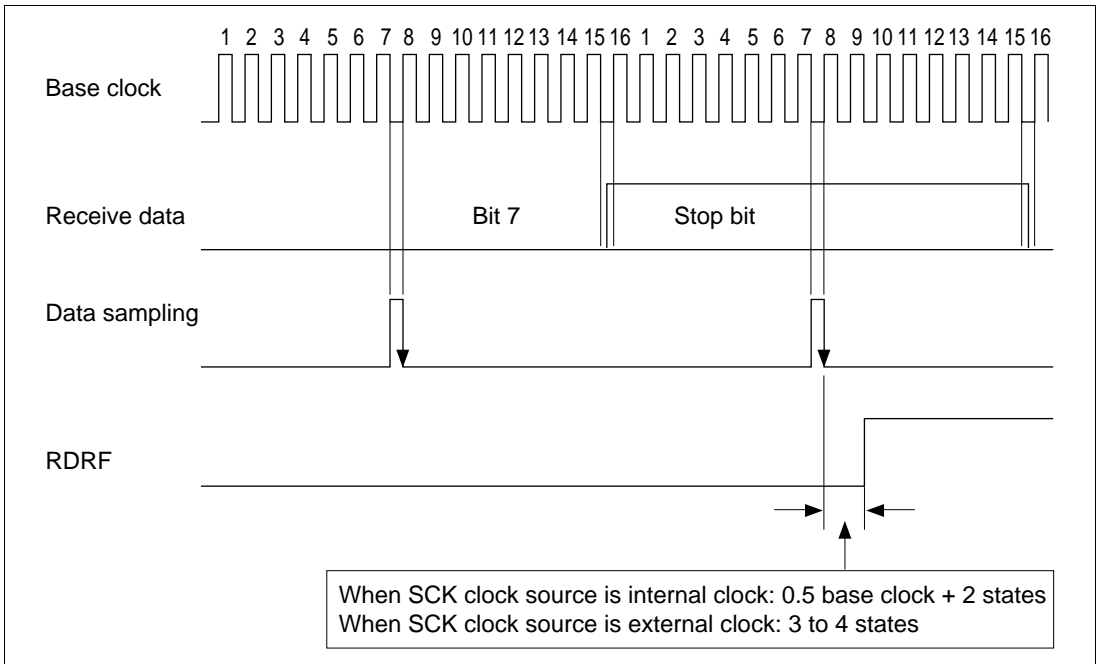 1 2 3 4 5 6 7 8 9 10 11 12 13 14 15 16 1 2 3 4 5 6 7 8 9 10 11 12 13 14 15 16
Base clock
Receive data
Bit 7
Stop bit
Data sampling
RDRF
When SCK clock source is internal clock: 0.5 base clock + 2 states
When SCK clock source is external clock: 3 to 4 states